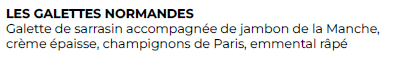 LES GALETTES NORMANDES
Galette de sarrasin accompagnée de jambon de la Manche,
crème épaisse, champignons de Paris, emmental râpé